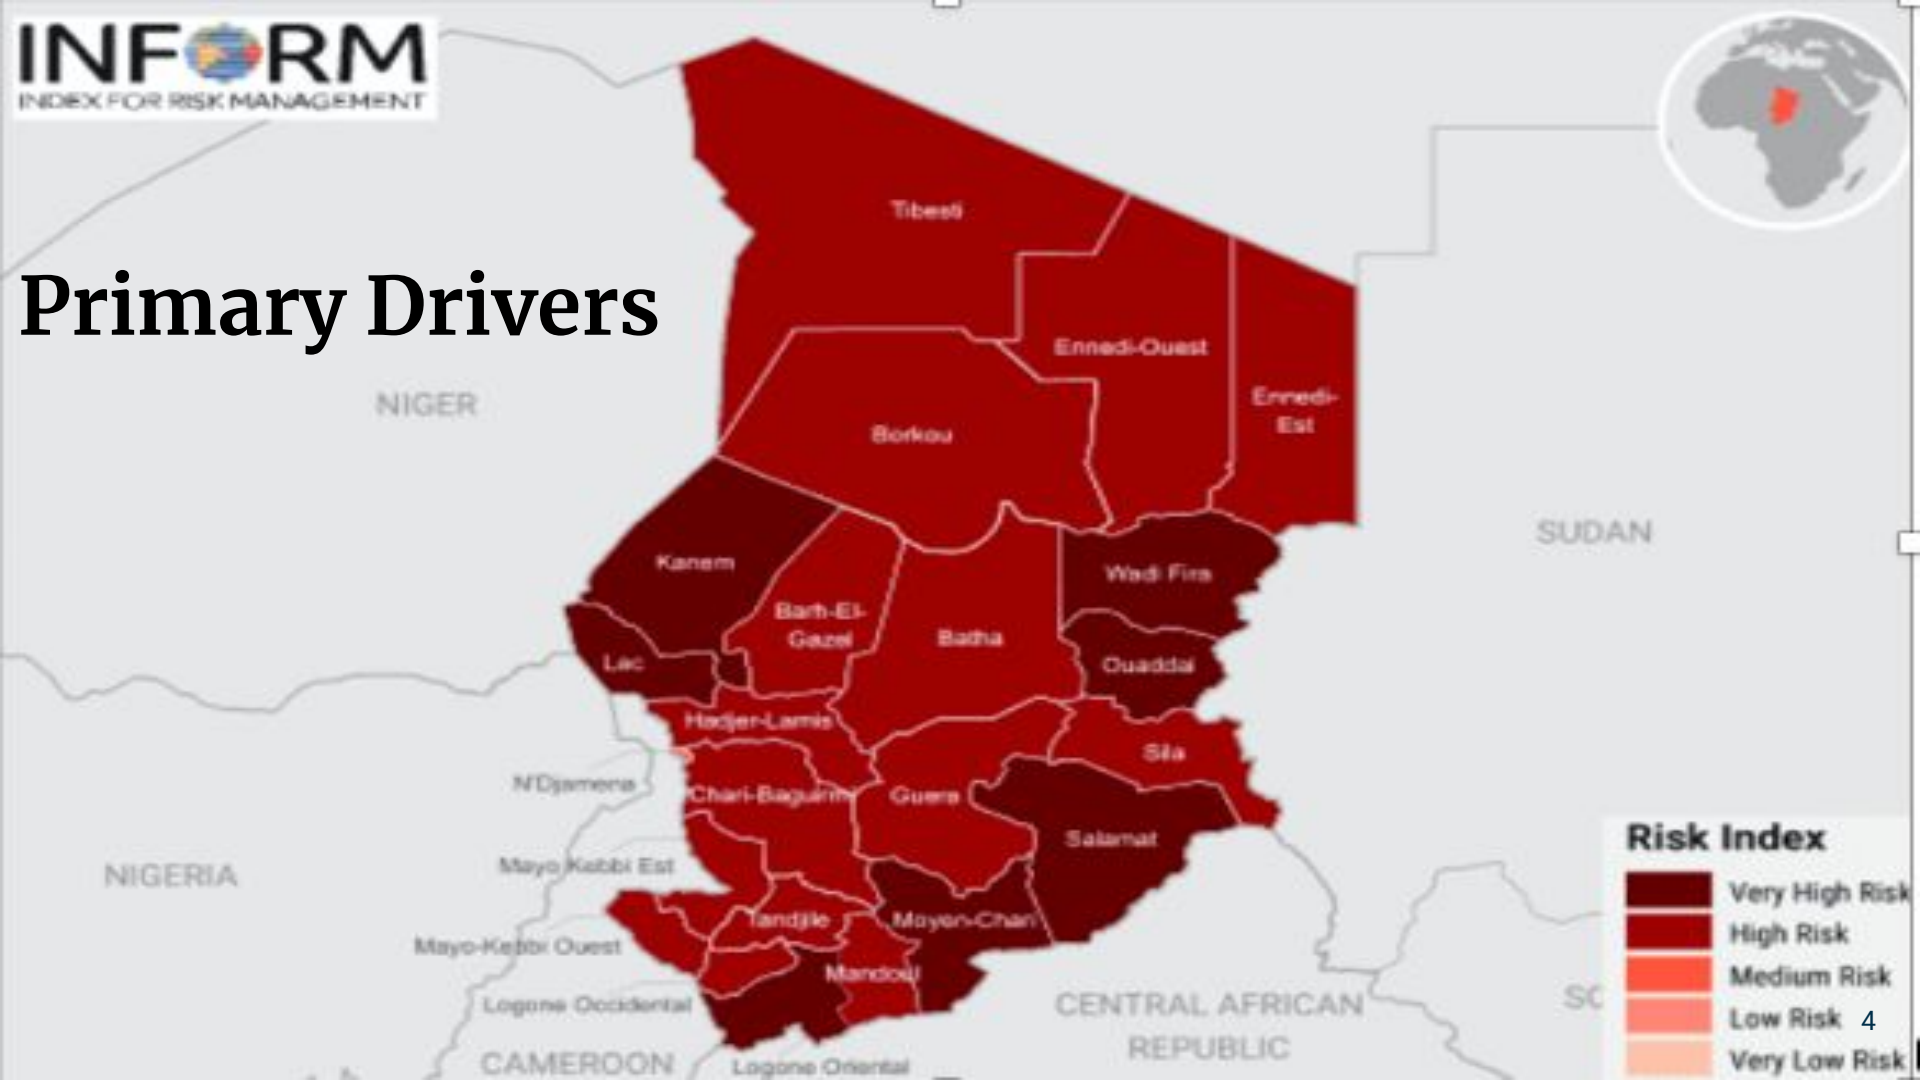 INFORM
INDEX FOR RISK MANAGEMENT
Primary Drivers
Tibesti
Ennedi-Ouest
Ennedi-
Est
NIGER
Borkou
SUDAN
Kanem
Wadi Fira
Barh-El-
Gazel
Batha
Lac
Ouaddaï
Hadjer-Lamis
Sila
N'Djamena
Chari-Baguirmi
Guera
Salamat
Mayo-Kebbi Est
NIGERIA
Tandjile
Moyen-Chari
Mayo-Kebbi Ouest
Mandoul
Logone Occidental
CENTRAL AFRICAN
REPUBLIC
CAMEROON
Logone Oriental
Risk Index
Very High Risk
High Risk
Medium Risk
SO
Low Risk
4
Very Low Risk